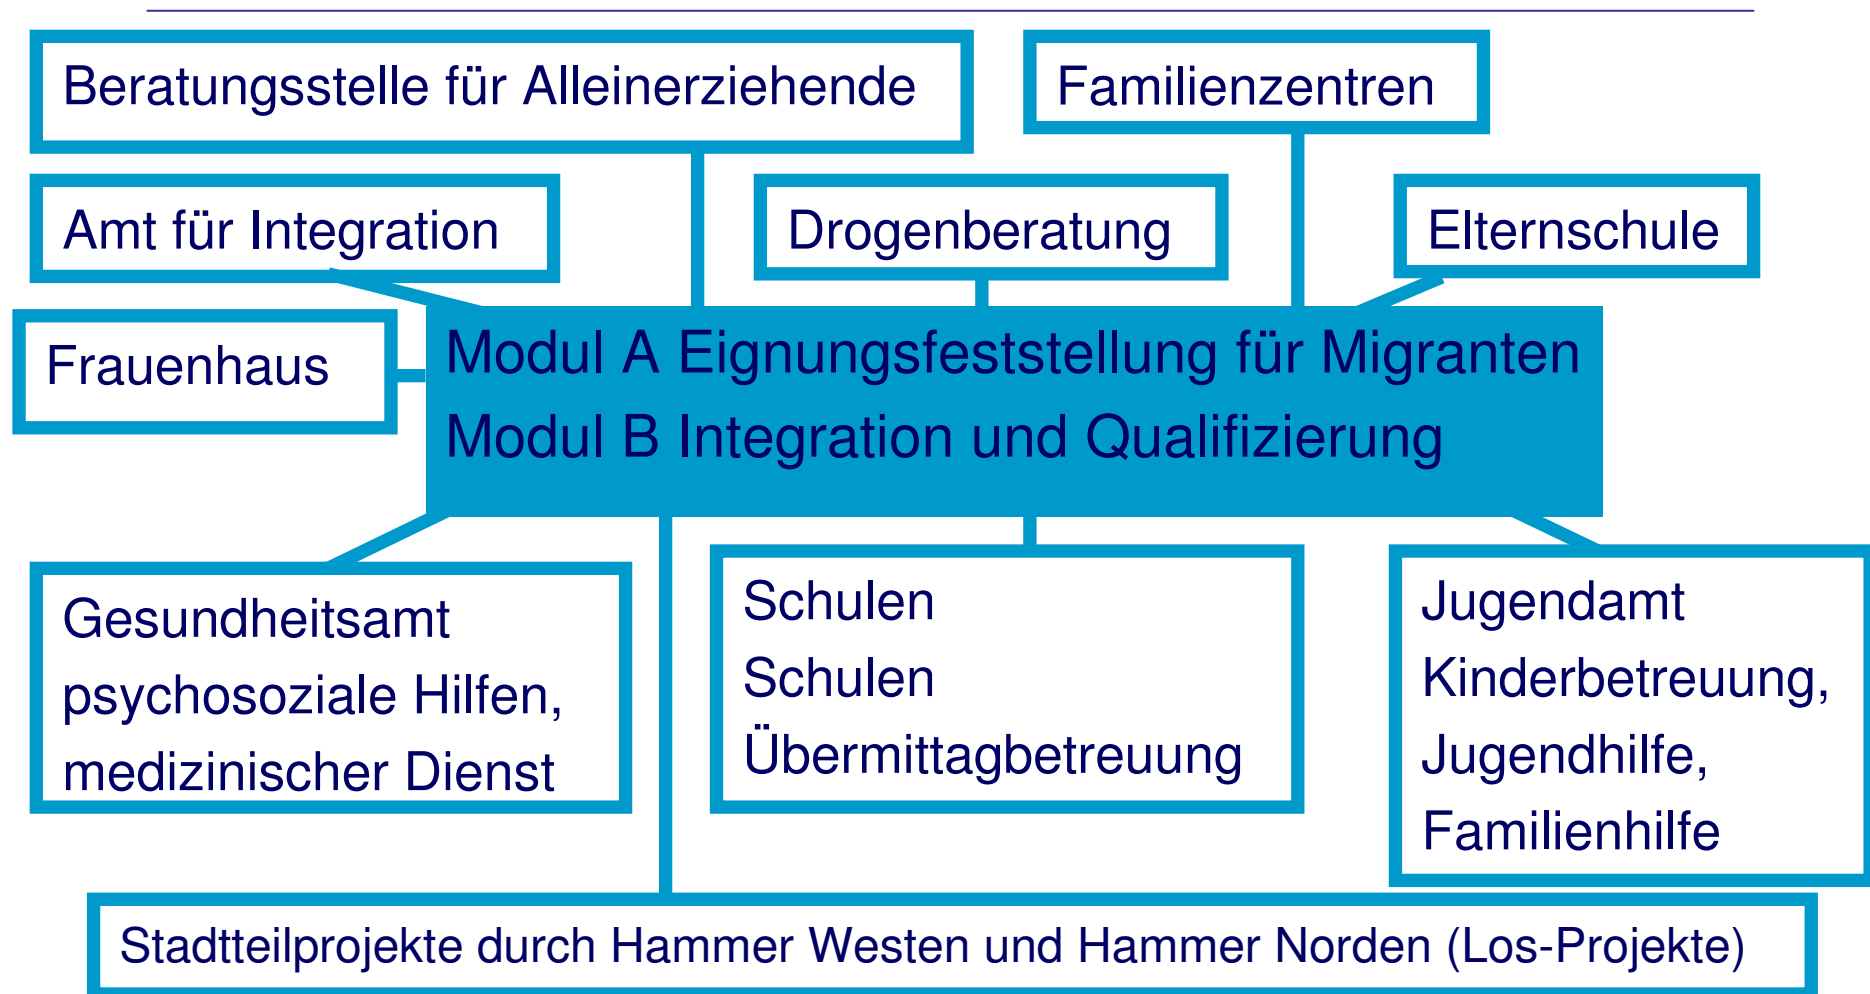 Beratungsstelle für Alleinerziehende
Familienzentren
Amt für Integration
Drogenberatung
Elternschule
Frauenhaus
Modul A Eignungsfeststellung für Migranten
Modul B Integration und Qualifizierung
Gesundheitsamt
psychosoziale Hilfen,
medizinischer Dienst
Schulen
Schulen
Übermittagbetreuung
Jugendamt
Kinderbetreuung,
Jugendhilfe,
Familienhilfe
Stadtteilprojekte durch Hammer Westen und Hammer Norden (Los-Projekte)